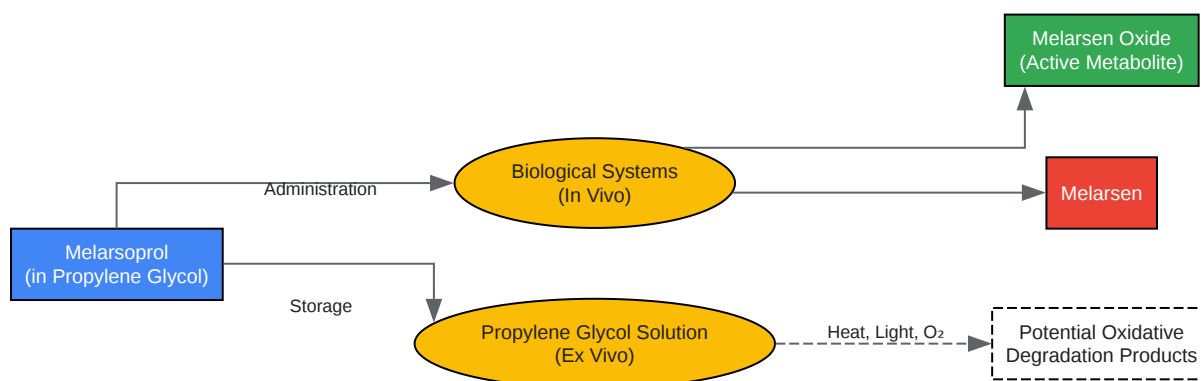 Melarsen Oxide
(Active Metabolite)
Biological Systems
(In Vivo)
Administration
Melarsen
Melarsoprol
(in Propylene Glycol)
Storage
Propylene Glycol Solution
(Ex Vivo)
Heat, Light, O₂
Potential Oxidative
Degradation Products